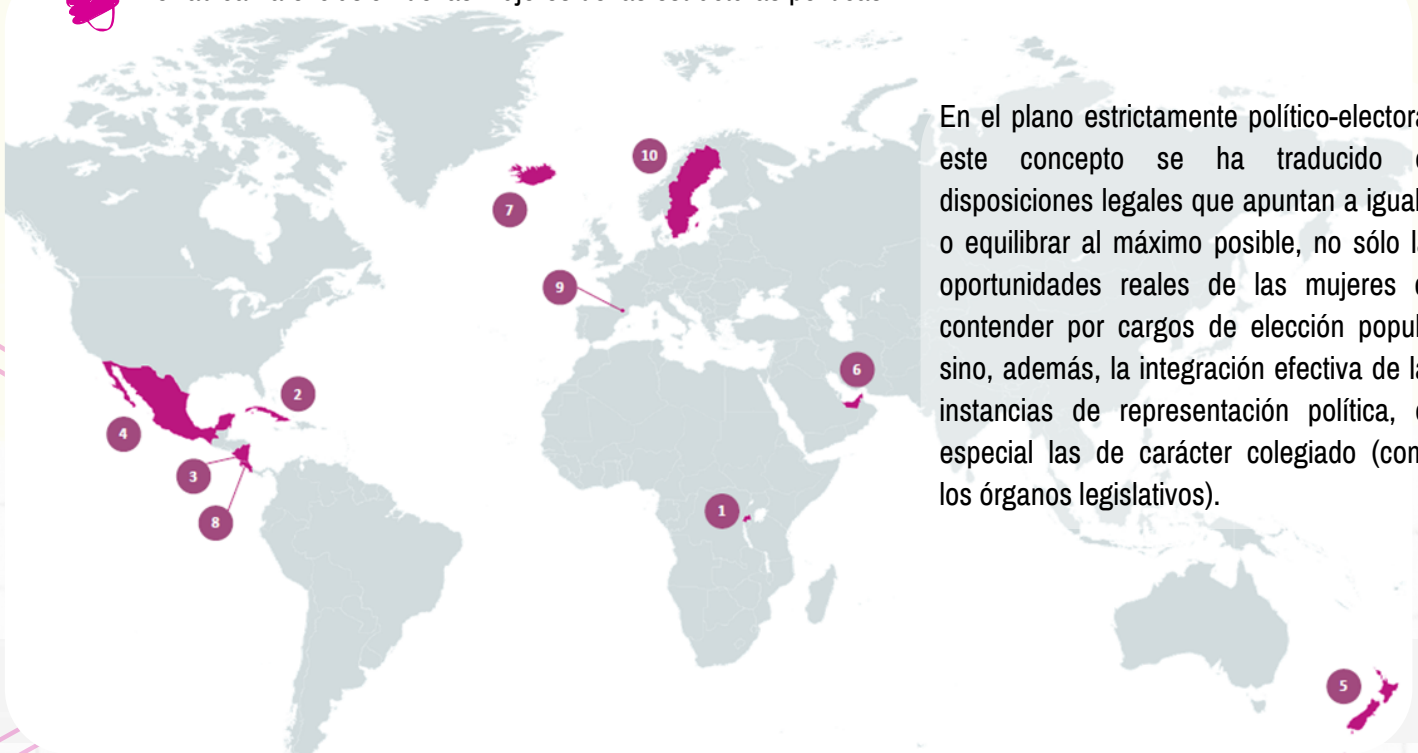 En el plano estrictamente político-electora
este concepto se ha traducido
disposiciones legales que apuntan a igual
o equilibrar al máximo posible, no sólo l
oportunidades reales de las mujeres
contender por cargos de elección popul
sino, además, la integración efectiva de l
instancias de representación política,
especial las de carácter colegiado (com
los órganos legislativos).
10
7
9
6
2
4
3
8
1
5